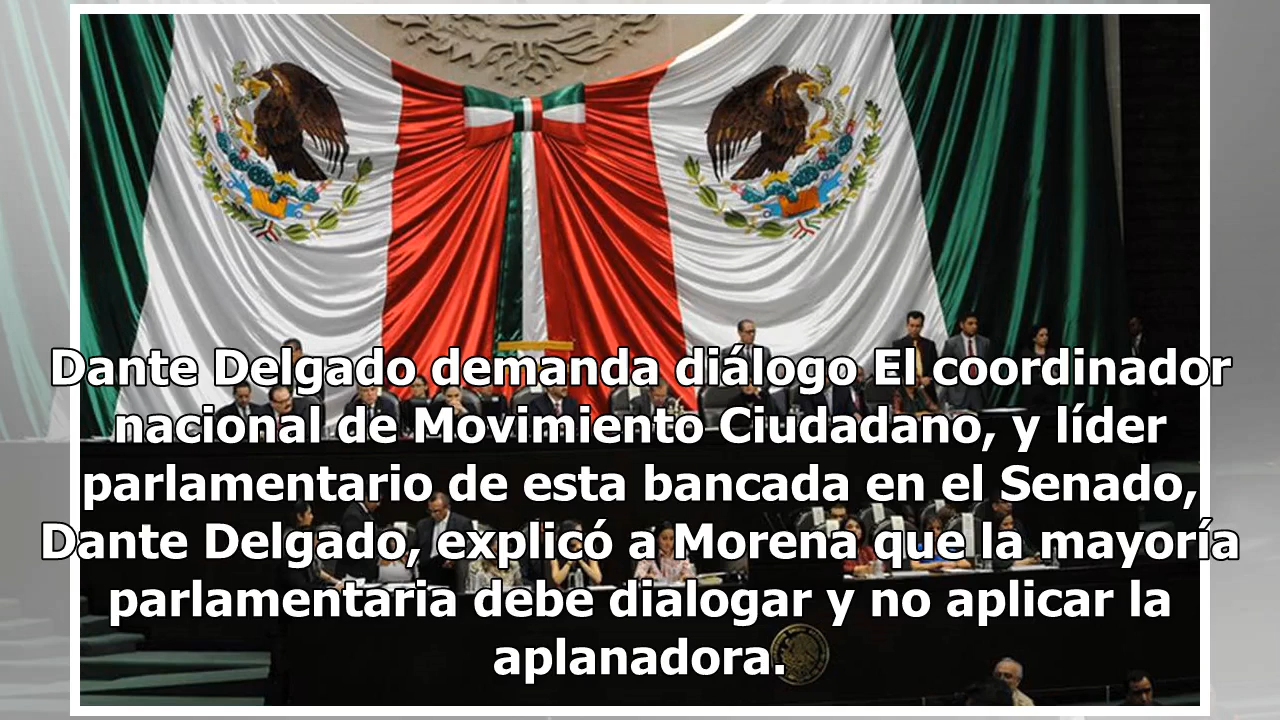 Dante Delgado demanda diálogo El coordinador
nacional de Movimiento Ciudadano, y líder
parlamentario de esta bancada en el Senado,
Dante Delgado, explicó a Morena que la mayoría
parlamentaria debe dialogar y no aplicar la
aplanadora.